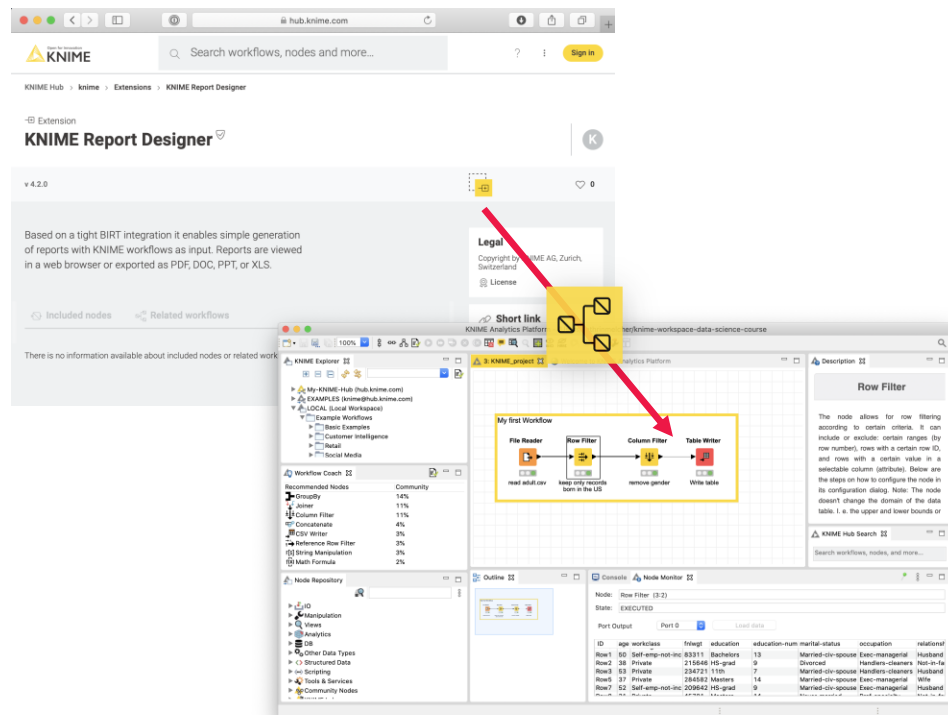 hub.knime.com
Open for Innovation
KNIME
Search workflows, nodes and more...
?
Sign in
KNIME Hub > knime > Extensions > KNIME Report Designer
Extension
KNIME Report Designer
K
v 4.2.0
0
Based on a tight BIRT integration it enables simple generation
of reports with KNIME workflows as input. Reports are viewed
in a web browser or exported as PDF, DOC, PPT, or XLS.
Legal
Copyright by KNIME AG, Zurich,
Switzerland
License
Included nodes
Related workflows
Short link
There is no information available about included nodes or related work
KNIME Analytics Platfor
er/knime-workspace-data-science-course
100%
KNIME Explorer
My-KNIME-Hub (hub.knime.com)
EXAMPLES (knime@hub.knime.com)
LOCAL (Local Workspace)
Example Workflows
Basic Examples
Customer Intelligence
Retail
Social Media
3: KNIME_project
alytics Platform
My first Workflow
File Reader
Row Filter
Column Filter
Table Writer
read adult.csv
keep only records
born in the US
remove gender
Write table
Description
Row Filter
The node allows for row filtering
according to certain criteria. It can
include or exclude: certain ranges (by
row number), rows with a certain row ID,
and rows with a certain value in a
selectable column (attribute). Below are
the steps on how to configure the node in
its configuration dialog. Note: The node
doesn't change the domain of the data
table. I. e. the upper and lower bounds or
KNIME Hub Search
Search workflows, nodes, and more...
Workflow Coach
Recommended Nodes Community
GroupBy 14%
Joiner 11%
Column Filter 11%
Concatenate 4%
CSV Writer 3%
Reference Row Filter 3%
String Manipulation 3%
Math Formula 2%
Node Repository
IO
Manipulation
Views
Analytics
DB
Other Data Types
Structured Data
Scripting
Tools & Services
Community Nodes
Outline
Console
Node Monitor
Node: Row Filter (3:2)
State: EXECUTED
Port Output Port 0 Load data
ID age workclass fnlwgt education education-num marital-status occupation relationsh
Row1 50 Self-emp-not-inc 83311 Bachelors 13 Married-civ-spouse Exec-managerial Husband
Row2 38 Private 215646 HS-grad 9 Divorced Handlers-cleaners Not-in-fa
Row3 53 Private 234721 11th 7 Married-civ-spouse Handlers-cleaners Husband
Row5 37 Private 284582 Masters 14 Married-civ-spouse Exec-managerial Wife
Row7 52 Self-emp-not-inc 209642 HS-grad 9 Married-civ-spouse Exec-managerial Husband